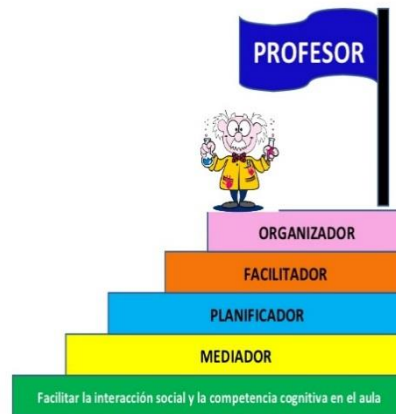 PROFESOR
ORGANIZADOR
FACILITADOR
PLANIFICADOR
MEDIADOR
Facilitar la interacción social y la competencia cognitiva en el aula